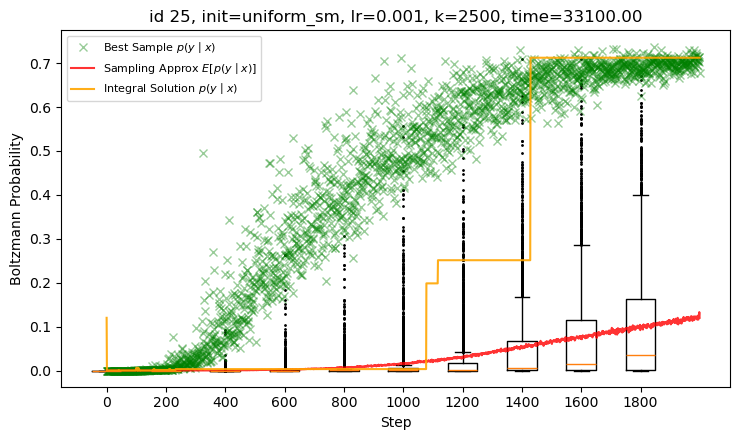 id 25, init=uniform_sm, lr=0.001, k=2500, time=33100.00
Best Sample p(y | x)
Sampling Approx E[p(y | x)]
Integral Solution p(y | x)
Boltzmann Probability
0.7
0.6
0.5
0.4
0.3
0.2
0.1
0.0
0 200 400 600 800 1000 1200 1400 1600 1800
Step